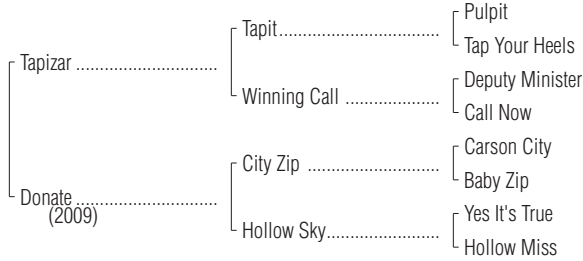 Pulpit
Tapit
Tap Your Heels
Tapizar
Deputy Minister
Winning Call
Call Now
Carson City
City Zip
Baby Zip
Donate
(2009)
Yes It's True
Hollow Sky
Hollow Miss